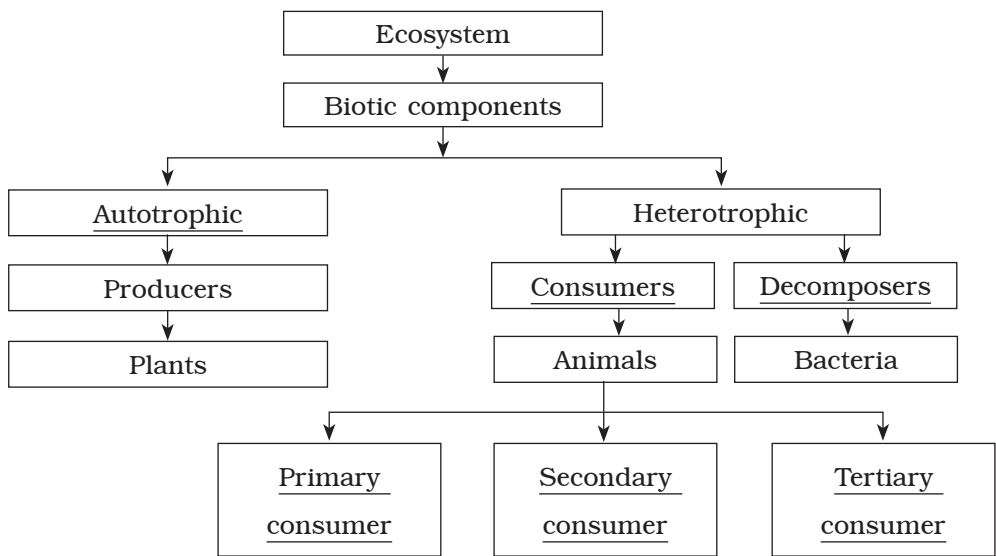 Ecosystem
Biotic components
Autotrophic
Heterotrophic
Producers
Consumers
Decomposers
Plants
Animals
Bacteria
Primary
consumer
Secondary
consumer
Tertiary
consumer